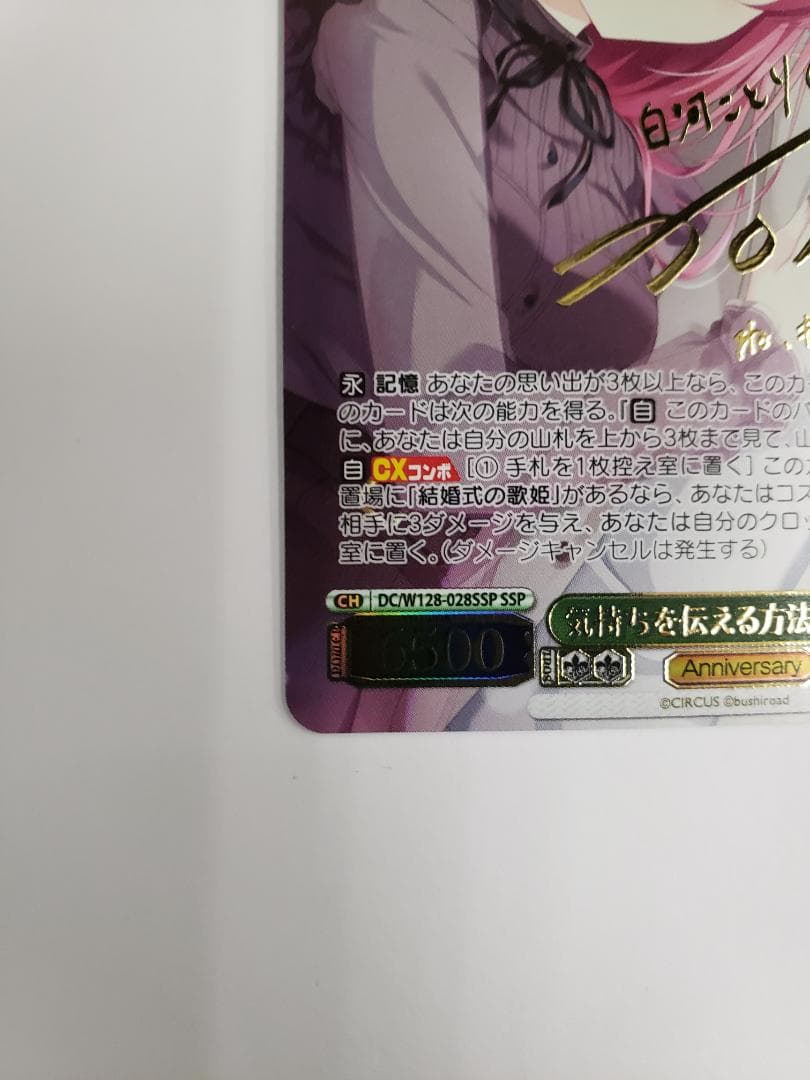 白河ことり
永 記憶 あなたの思い出が3枚以上なら、このカ
のカードは次の能力を得る。「自 このカードのバ
に、あなたは自分の山札を上から3枚まで見て、山
自 CXコンボ [① 手札を1枚控え室に置く] この
置場に「結婚式の歌姫」があるなら、あなたはコス
相手に3ダメージを与え、あなたは自分のクロ
室に置く。(ダメージキャンセルは発生する)
CH DC/W128-028SSP SSP
気持ちを伝える方法
6500
soul
Anniversary
©CIRCUS ©bushiroad